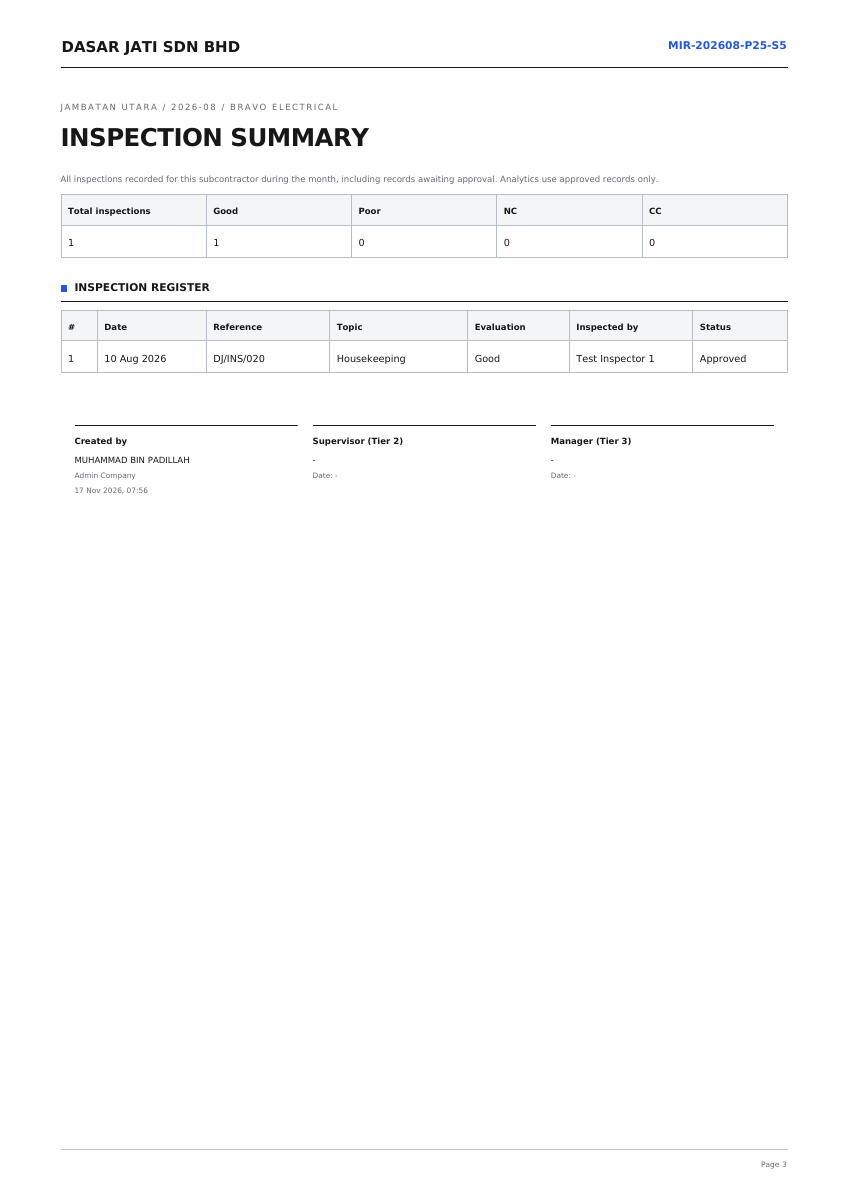 DASAR JATI SDN BHD
MIR-202608-P25-S5
JAMBATAN UTARA / 2026-08 / BRAVO ELECTRICAL
INSPECTION SUMMARY
All inspections recorded for this subcontractor during the month, including records awaiting approval. Analytics use approved records only.
Total inspections Good Poor NC CC
1 1 0 0 0
INSPECTION REGISTER
# Date Reference Topic Evaluation Inspected by Status
1 10 Aug 2026 DJ/INS/020 Housekeeping Good Test Inspector 1 Approved
Created by Supervisor (Tier 2) Manager (Tier 3)
MUHAMMAD BIN PADILLAH - -
Admin Company Date: - Date: -
17 Nov 2026, 07:56
Page 3